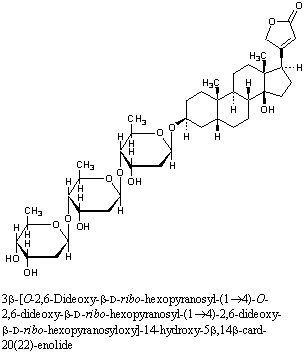 O
O
CH₃
CH₃
H
H
H
CH₃
H
H
OH
O
H
H
O
O
H
OH
CH₃
H
H
O
O
H
OH
CH₃
H
H
O
O
HO
H
OH
3β-[O-2,6-Dideoxy-β-D-ribo-hexopyranosyl-(1→4)-O-
2,6-dideoxy-β-D-ribo-hexopyranosyl-(1→4)-2,6-dideoxy-
β-D-ribo-hexopyranosyloxy]-14-hydroxy-5β,14β-card-
20(22)-enolide